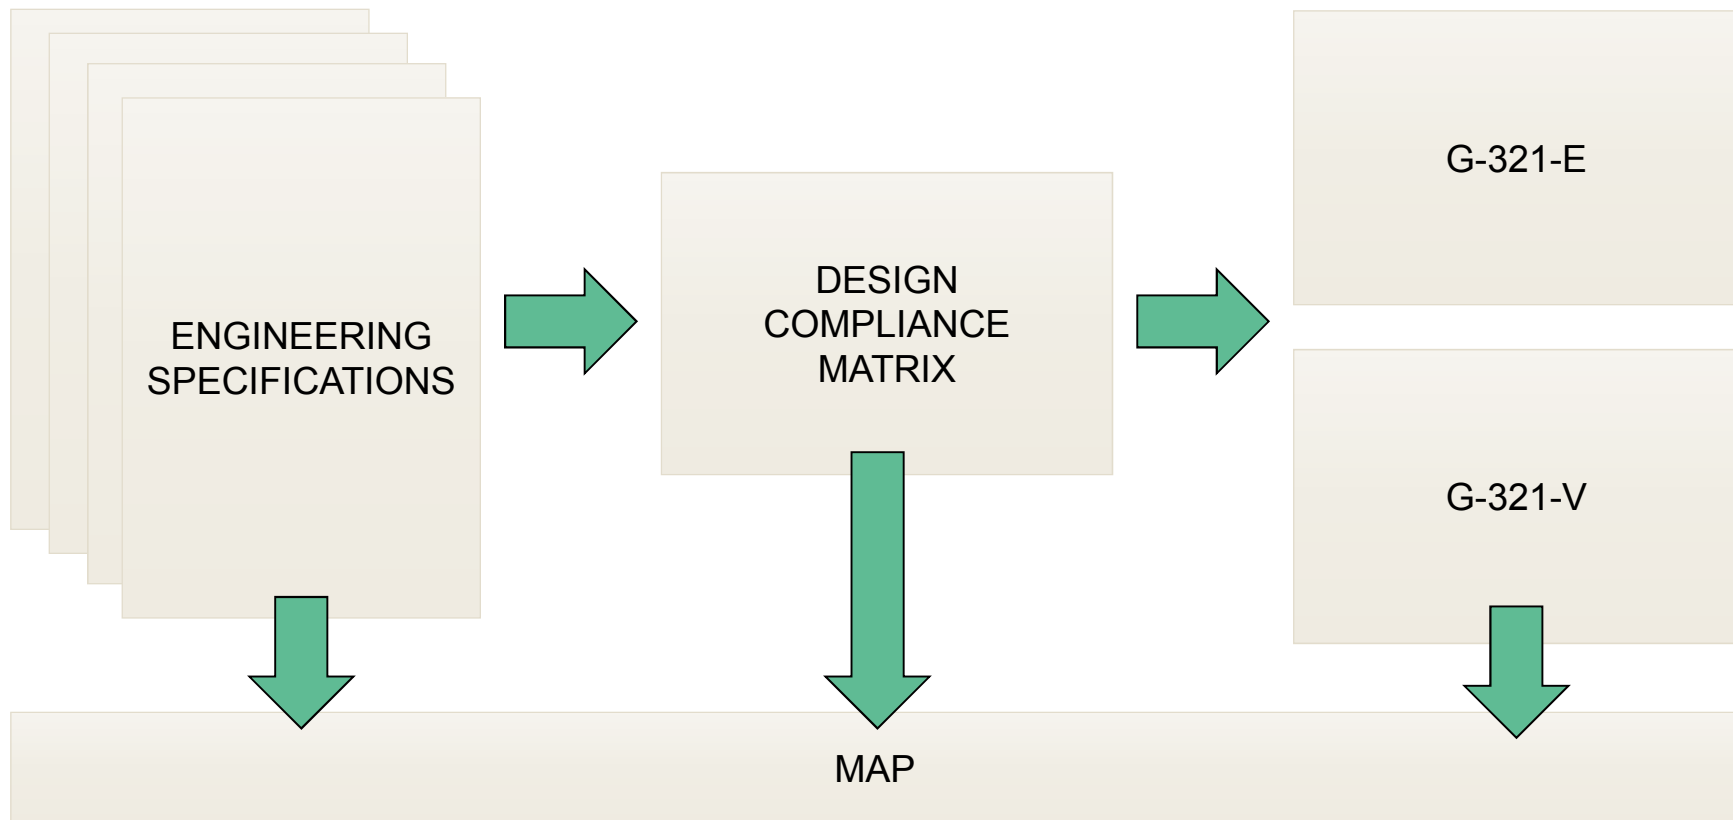 G-321-E
DESIGN
COMPLIANCE
MATRIX
ENGINEERING
SPECIFICATIONS
G-321-V
MAP